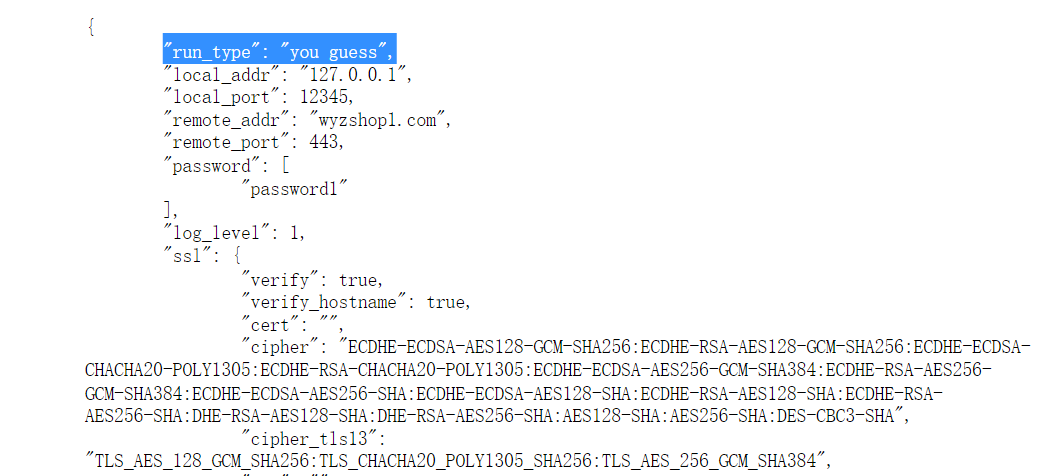 {
"run_type": "you guess",
"local_addr": "127.0.0.1",
"local_port": 12345,
"remote_addr": "wyzshop1.com",
"remote_port": 443,
"password": [
"password1"
],
"log_level": 1,
"ssl": {
"verify": true,
"verify_hostname": true,
"cert": "",
"cipher": "ECDHE-ECDSA-AES128-GCM-SHA256:ECDHE-RSA-AES128-GCM-SHA256:ECDHE-ECDSA-
CHACHA20-POLY1305:ECDHE-RSA-CHACHA20-POLY1305:ECDHE-ECDSA-AES256-GCM-SHA384:ECDHE-RSA-AES256-
GCM-SHA384:ECDHE-ECDSA-AES256-SHA:ECDHE-ECDSA-AES128-SHA:ECDHE-RSA-AES128-SHA:ECDHE-RSA-
AES256-SHA:DHE-RSA-AES128-SHA:DHE-RSA-AES256-SHA:AES128-SHA:AES256-SHA:DES-CBC3-SHA",
"cipher_tls13":
"TLS_AES_128_GCM_SHA256:TLS_CHACHA20_POLY1305_SHA256:TLS_AES_256_GCM_SHA384",